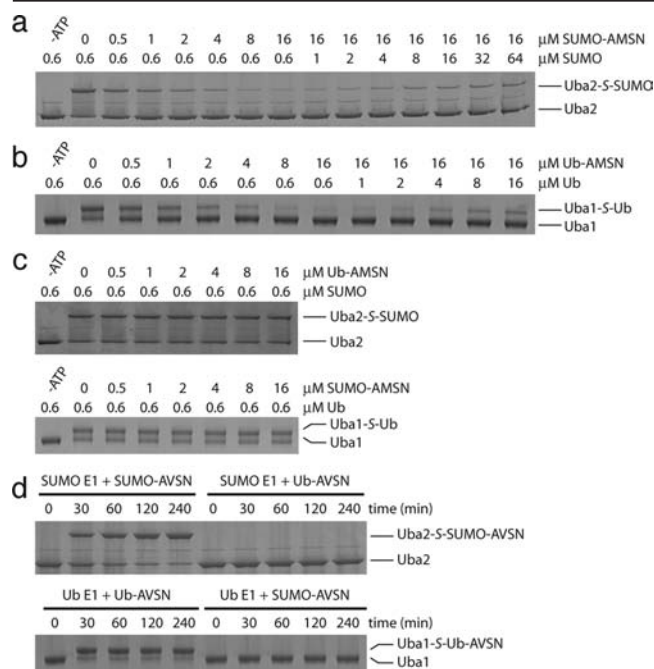 a
-ATP 0 0.5 1 2 4 8 16 16 16 16 16 16 16 16 μM SUMO-AMSN
0.6 0.6 0.6 0.6 0.6 0.6 0.6 0.6 1 2 4 8 16 32 64 μM SUMO
Uba2-S-SUMO
Uba2
b
-ATP 0 0.5 1 2 4 8 16 16 16 16 16 16 μM Ub-AMSN
0.6 0.6 0.6 0.6 0.6 0.6 0.6 0.6 1 2 4 8 16 μM Ub
Uba1-S-Ub
Uba1
c
-ATP 0 0.5 1 2 4 8 16 μM Ub-AMSN
0.6 0.6 0.6 0.6 0.6 0.6 0.6 0.6 μM SUMO
Uba2-S-SUMO
Uba2
-ATP 0 0.5 1 2 4 8 16 μM SUMO-AMSN
0.6 0.6 0.6 0.6 0.6 0.6 0.6 0.6 μM Ub
Uba1-S-Ub
Uba1
d
SUMO E1 + SUMO-AVSN SUMO E1 + Ub-AVSN
0 30 60 120 240 0 30 60 120 240 time (min)
Uba2-S-SUMO-AVSN
Uba2
Ub E1 + Ub-AVSN Ub E1 + SUMO-AVSN
0 30 60 120 240 0 30 60 120 240 time (min)
Uba1-S-Ub-AVSN
Uba1